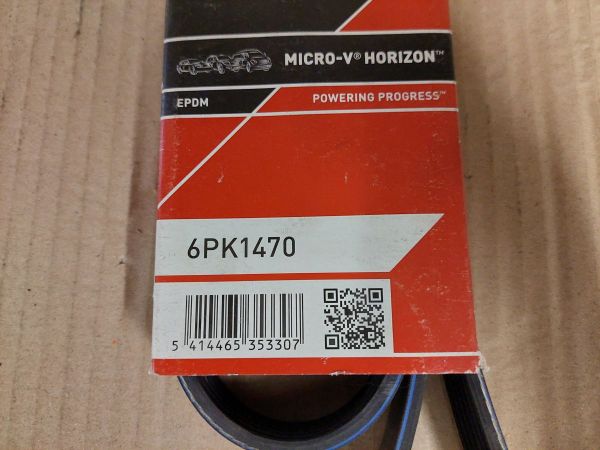 MICRO-V® HORIZON™
EPDM
POWERING PROGRESS™
6PK1470
5 414465 353307